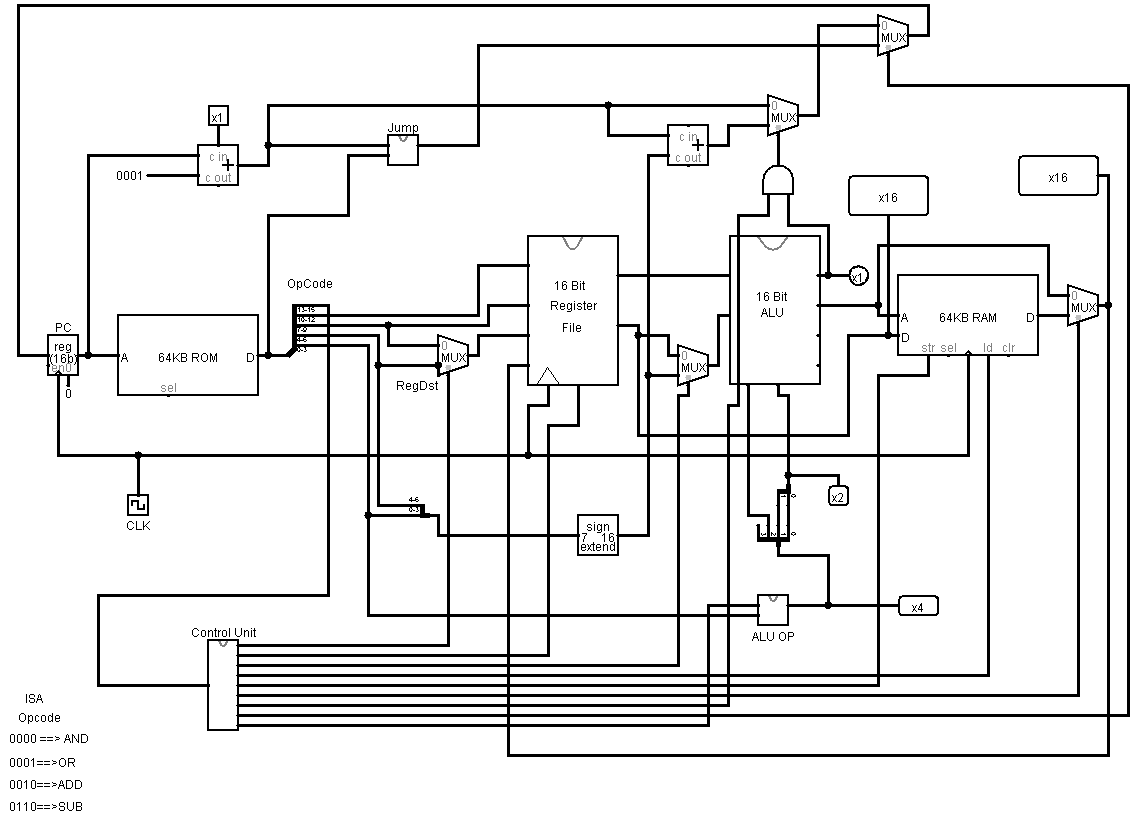 0
MUX
x1
Jump
0
MUX
c in
+
c out
0001
c in
+
c out
x16
x16
OpCode
13-15
10-12
7-9
4-6
0-3
16 Bit
Register
File
16 Bit
ALU
x1
PC
reg
(16b)
en0
0
A
64KB ROM
D
sel
0
MUX
RegDst
0
MUX
A
64KB RAM
D
D
str sel
ld clr
0
MUX
CLK
4-6
0-3
sign
7 16
extend
x2
x4
ALU OP
Control Unit
ISA
Opcode
0000 ==> AND
0001==>OR
0010==>ADD
0110==>SUB